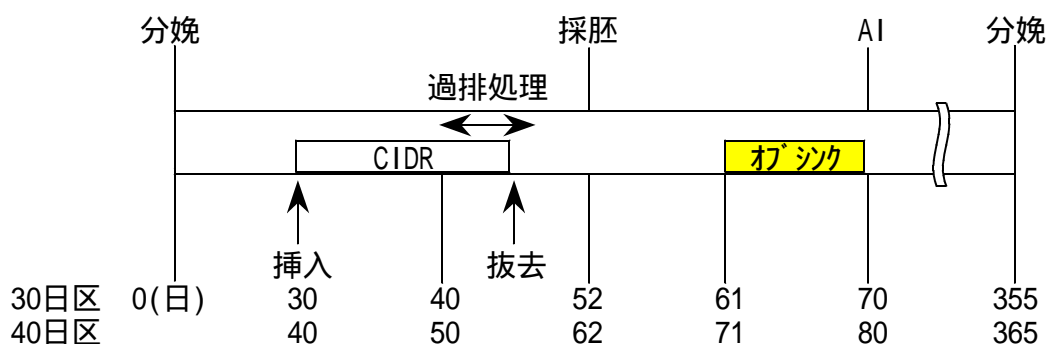 分娩 採胚 AI 分娩
過排処理
CIDR オブシンク
挿入 抜去
30日区 0(日) 30 40 52 61 70 355
40日区 40 50 62 71 80 365